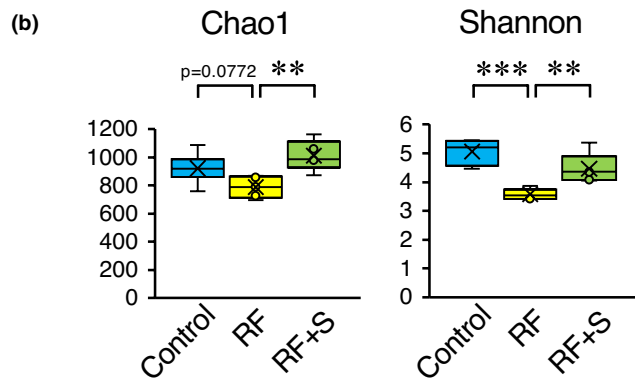 (b)
Chao1
Shannon
p=0.0772
**
***
**
1200
1000
800
600
400
200
0
6
5
4
3
2
1
0
Control
RF
RF+S
Control
RF
RF+S